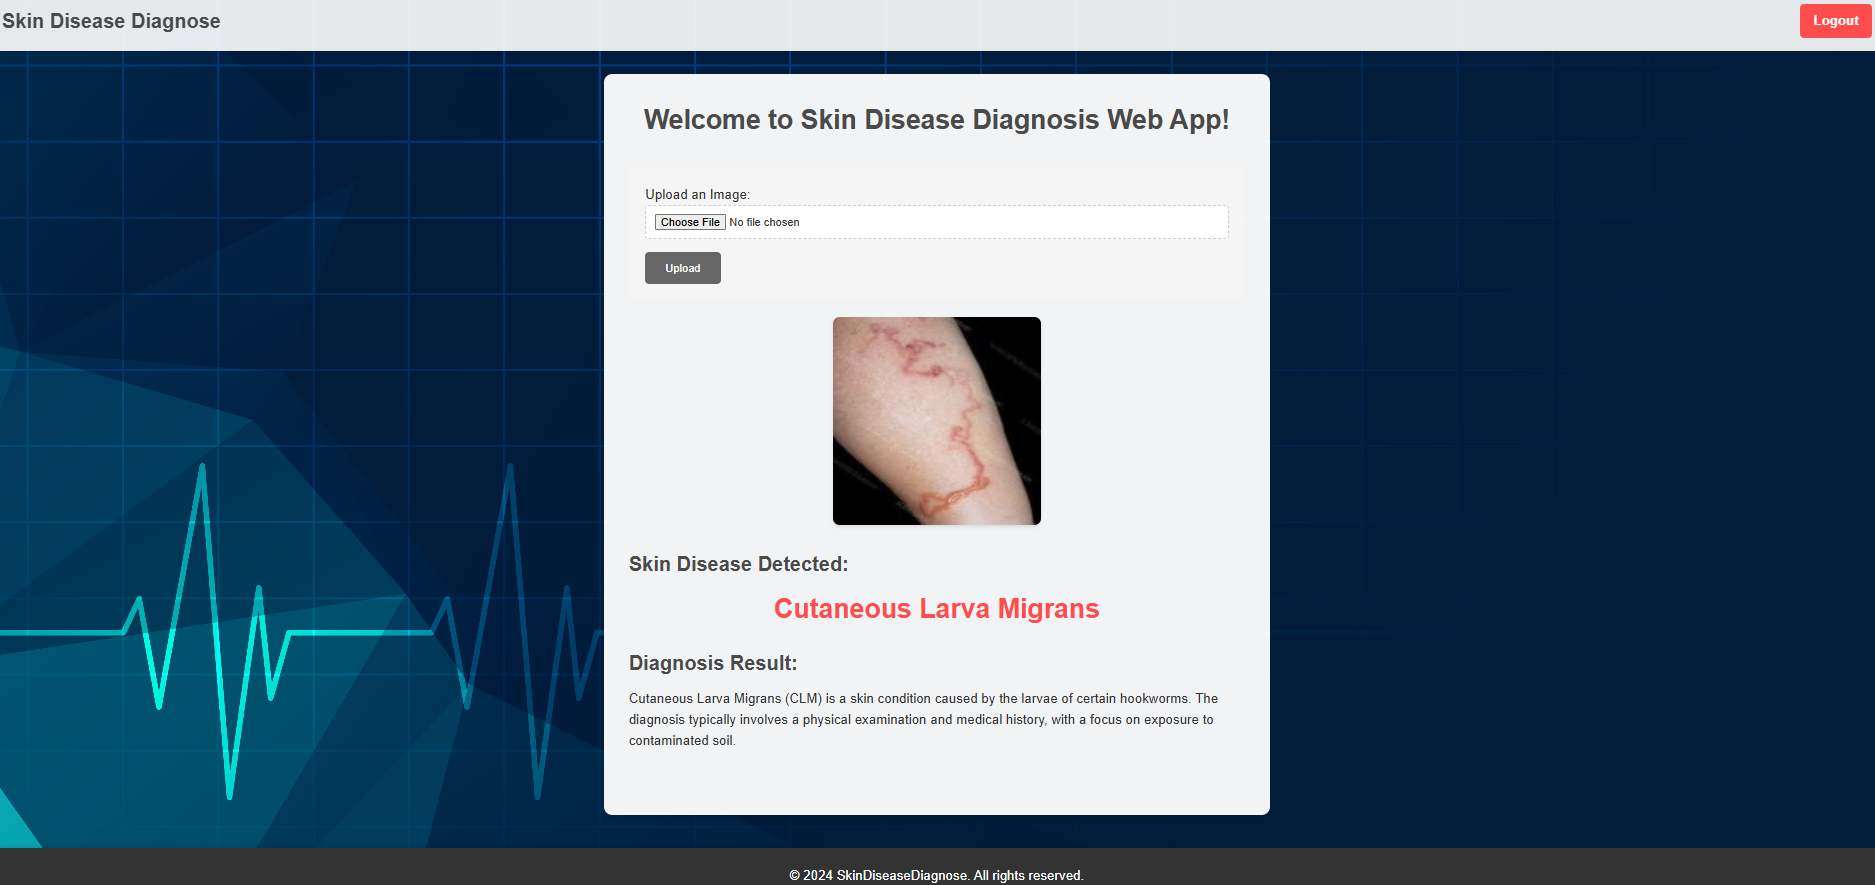 Skin Disease Diagnose
Logout
Welcome to Skin Disease Diagnosis Web App!
Upload an Image:
Choose File No file chosen
Upload
Skin Disease Detected:
Cutaneous Larva Migrans
Diagnosis Result:
Cutaneous Larva Migrans (CLM) is a skin condition caused by the larvae of certain hookworms. The
diagnosis typically involves a physical examination and medical history, with a focus on exposure to
contaminated soil.
© 2024 SkinDiseaseDiagnose. All rights reserved.